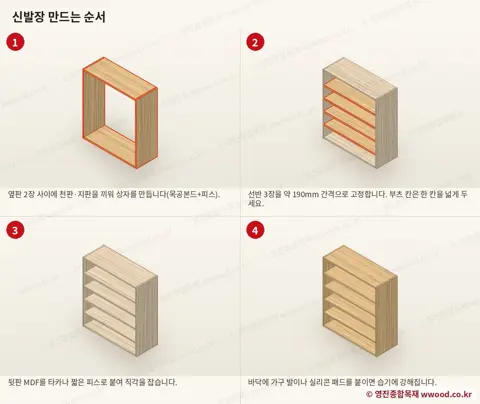 신발장 만드는 순서
1
2
옆판 2장 사이에 천판·지판을 끼워 상자를 만듭니다(목공본드+피스).
선반 3장을 약 190mm 간격으로 고정합니다. 부츠 칸은 한 칸을 넓게 두
세요.
3
4
뒷판 MDF를 타카나 짧은 피스로 붙여 직각을 잡습니다.
바닥에 가구 발이나 실리콘 패드를 붙이면 습기에 강해집니다.
© 영진종합목재 wwood.co.kr